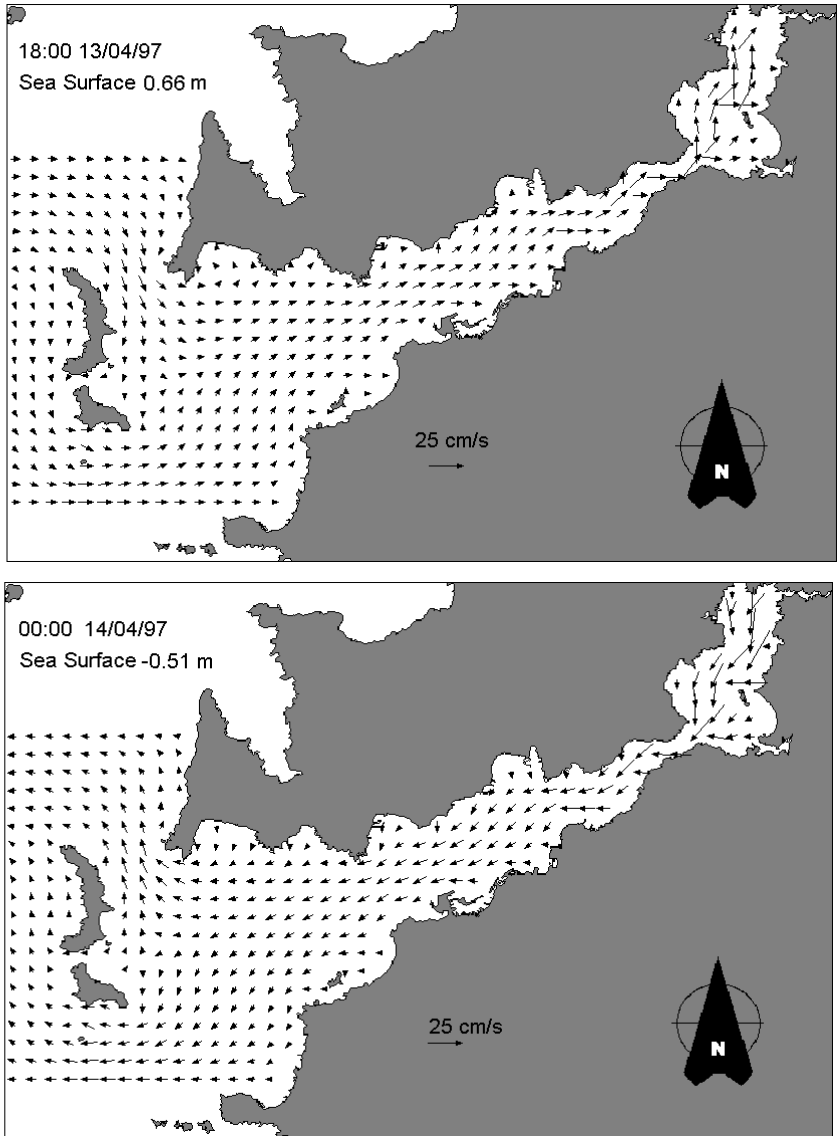 18:00 13/04/97
Sea Surface 0.66 m
25 cm/s
N
00:00 14/04/97
Sea Surface -0.51 m
25 cm/s
N